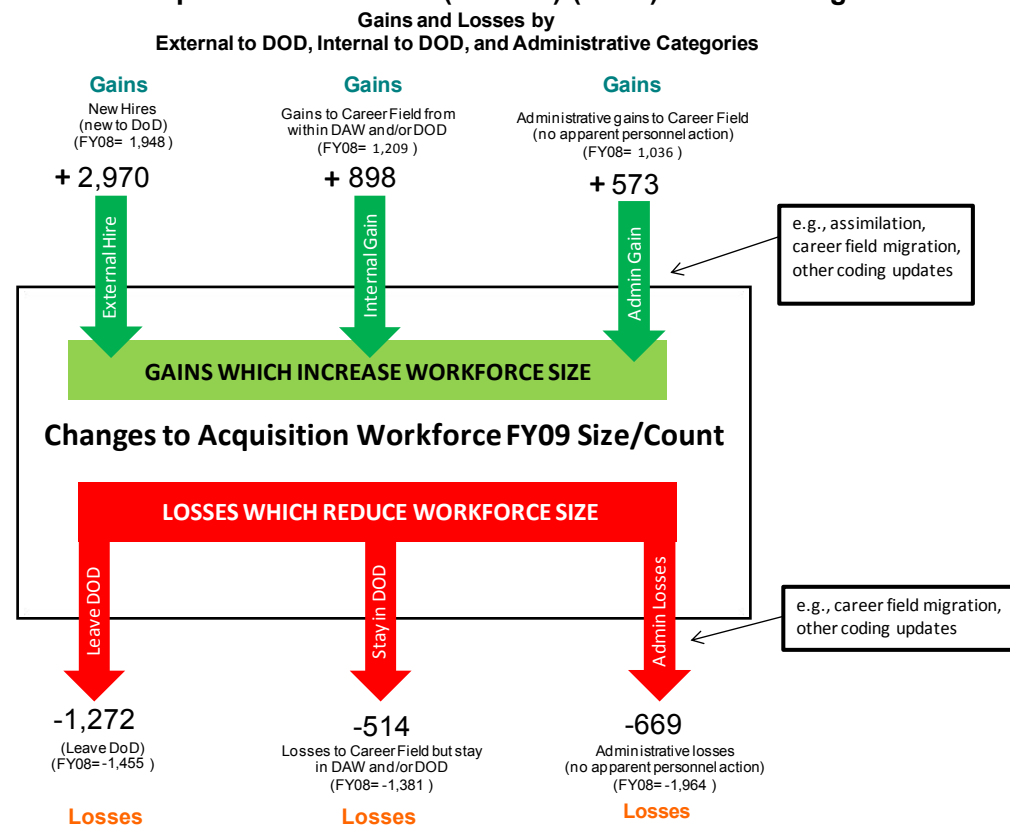 Gains and Losses by
External to DOD, Internal to DOD, and Administrative Categories
Gains
New Hires
(new to DoD)
(FY08= 1,948 )
+ 2,970
Gains
Gains to Career Field from
within DAW and/or DOD
(FY08= 1,209 )
+ 898
Gains
Administrative gains to Career Field
(no apparent personnel action)
(FY08= 1,036 )
+ 573
External Hire
Internal Gain
Admin Gain
e.g., assimilation,
career field migration,
other coding updates
GAINS WHICH INCREASE WORKFORCE SIZE
Changes to Acquisition Workforce FY09 Size/Count
LOSSES WHICH REDUCE WORKFORCE SIZE
Leave DOD
Stay in DOD
Admin Losses
e.g., career field migration,
other coding updates
-1,272
(Leave DoD)
(FY08= -1,455 )
Losses
-514
Losses to Career Field but stay
in DAW and/or DOD
(FY08= -1,381 )
Losses
-669
Administrative losses
(no apparent personnel action)
(FY08= -1,964 )
Losses